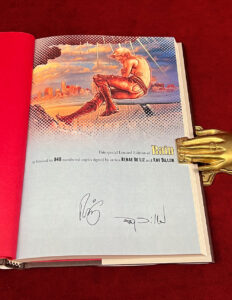 This special Limited Edition of Rain
is limited to numbered copies signed by artists RENAE DE LIZ and RAY DILLON